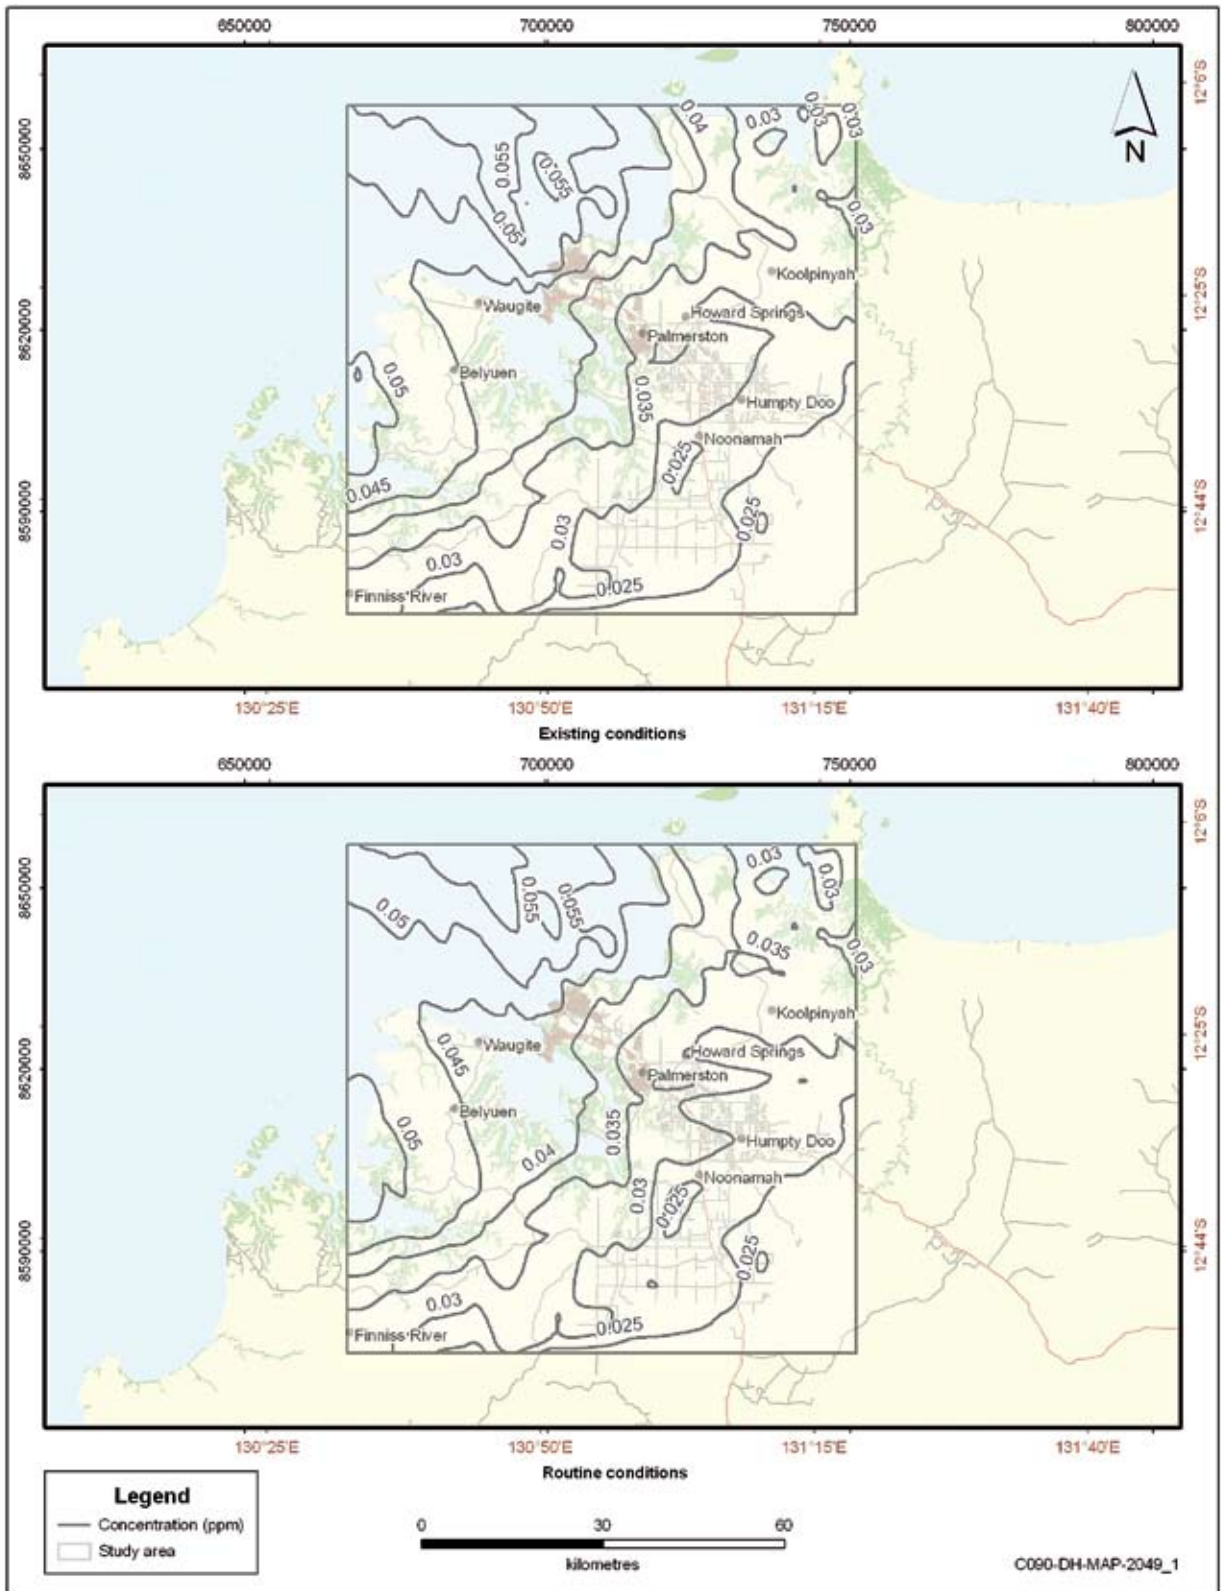 650000 700000 750000 800000
12°6'S
8650000
0.04
0.03
0.03
0.03
0.055
0.055
N
0.05
0.03
Koolpinyah
12°25'S
Waugite
Howard Springs
8620000
Palmerston
0.05
Belyuen
0.035
Humpty Doo
Noonamah
0.025
0.045
8590000
0.03
0.025
12°44'S
0.03
0.025
Finniss River
130°25'E 130°50'E 131°15'E 131°40'E
Existing conditions
650000 700000 750000 800000
12°6'S
8650000
0.03
0.03
0.055
0.055
0.05
0.035
0.03
Koolpinyah
12°25'S
Waugite
0.045
Howard Springs
8620000
Palmerston
Belyuen
0.05
0.035
Humpty Doo
0.04
Noonamah
0.03
0.025
8590000
0.025
12°44'S
0.03
0.025
Finniss River
130°25'E 130°50'E 131°15'E 131°40'E
Routine conditions
Legend
Concentration (ppm)
Study area
0 30 60
kilometres
C090-DH-MAP-2049_1